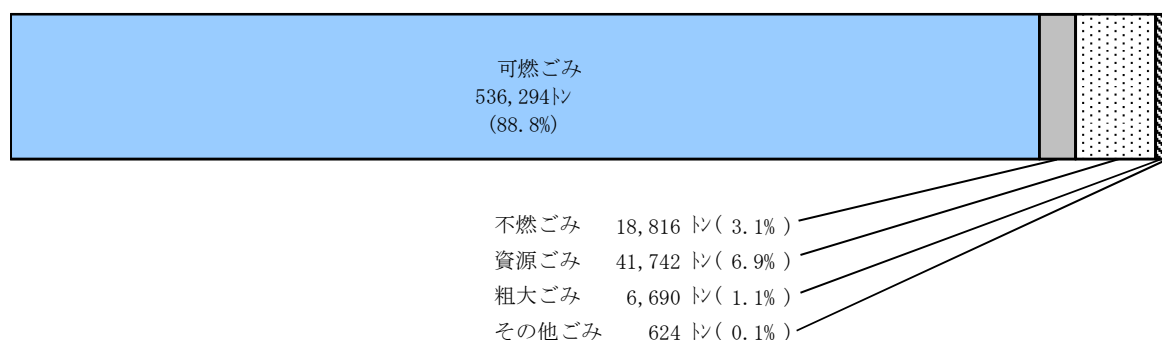 可燃ごみ
536,294㌧
(88.8%)
不燃ごみ 18,816 ㌧( 3.1% )
資源ごみ 41,742 ㌧( 6.9% )
粗大ごみ 6,690 ㌧( 1.1% )
その他ごみ 624 ㌧( 0.1% )